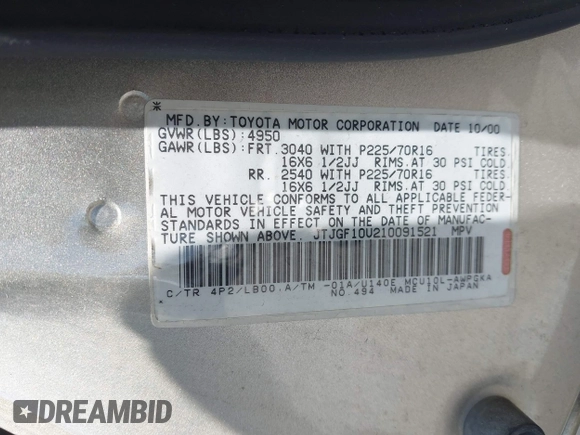 MFD.BY:TOYOTA MOTOR CORPORATION DATE 10/00
GVWR(LBS):4950
GAWR(LBS):FRT.3040 WITH P225/70R16
16X6 1/2JJ RIMS.AT 30 PSI COLD
RR. 2540 WITH P225/70R16
16X6 1/2JJ RIMS.AT 30 PSI COLD
THIS VEHICLE CONFORMS TO ALL APPLICABLE FEDER-
AL MOTOR VEHICLE SAFETY AND THEFT PREVENTION
STANDARDS IN EFFECT ON THE DATE OF MANUFAC-
TURE SHOWN ABOVE. JTJGF10U210091521 MPV
C/TR 4P2/LB00.A/TM -01A/U140E MCU10L-AWPGKA
NO.494 MADE IN JAPAN
DREAMBID